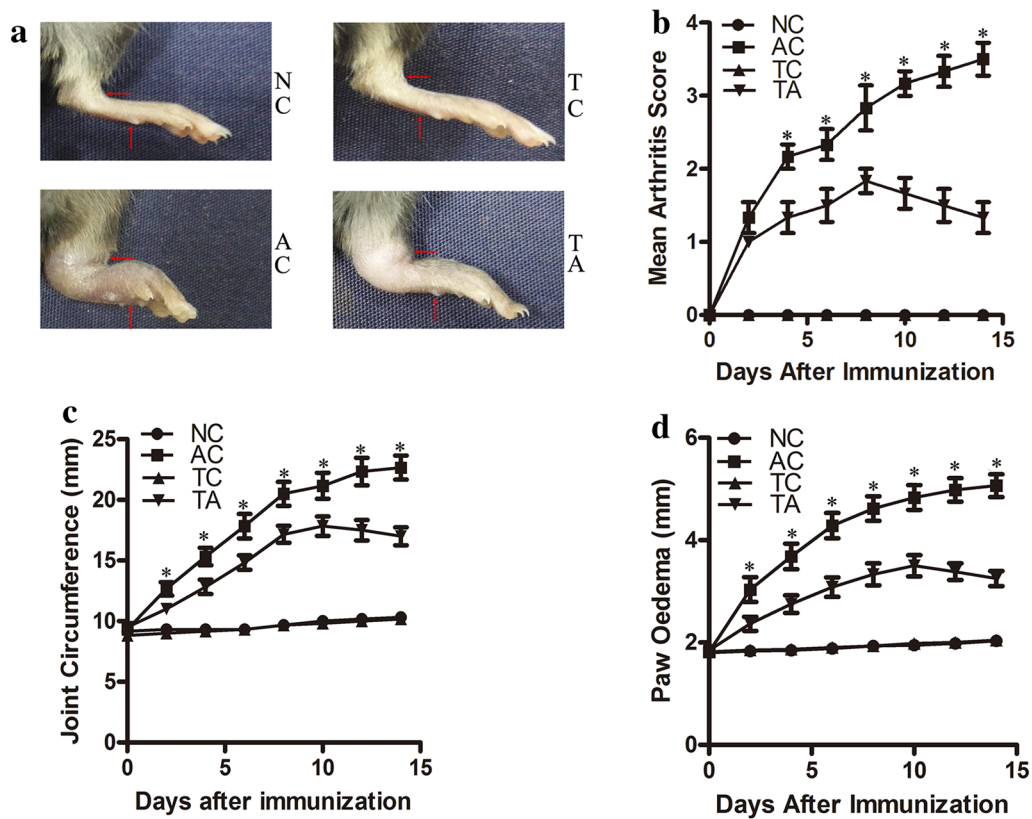 a
N
C
T
C
A
C
T
A
b
NC
AC
TC
TA
Mean Arthritis Score
4
3
2
1
0
* * * * * *
0 5 10 15
Days After Immunization
c
NC
AC
TC
TA
Joint Circumference (mm)
25
20
15
10
5
0
* * * * * * *
0 5 10 15
Days after immunization
d
NC
AC
TC
TA
Paw Oedema (mm)
6
4
2
0
* * * * * * *
0 5 10 15
Days After Immunization